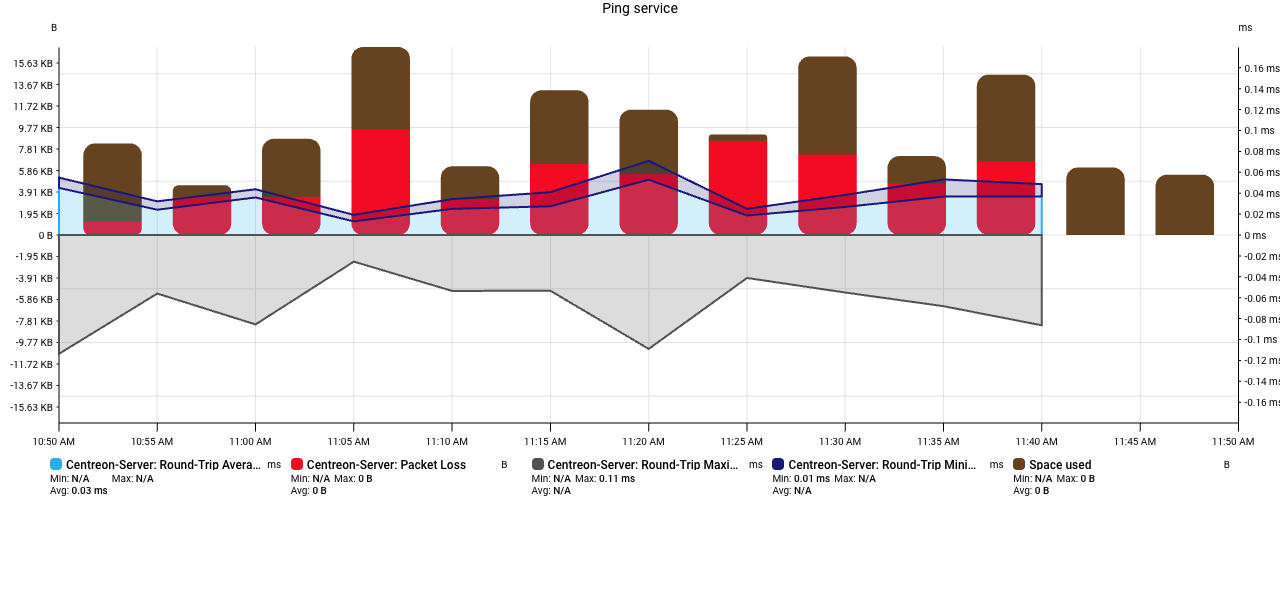 Ping service
B
ms
15.63 KB
13.67 KB
11.72 KB
9.77 KB
7.81 KB
5.86 KB
3.91 KB
1.95 KB
0 B
-1.95 KB
-3.91 KB
-5.86 KB
-7.81 KB
-9.77 KB
-11.72 KB
-13.67 KB
-15.63 KB
0.16 ms
0.14 ms
0.12 ms
0.1 ms
0.08 ms
0.06 ms
0.04 ms
0.02 ms
0 ms
-0.02 ms
-0.04 ms
-0.06 ms
-0.08 ms
-0.1 ms
-0.12 ms
-0.14 ms
-0.16 ms
10:50 AM 10:55 AM 11:00 AM 11:05 AM 11:10 AM 11:15 AM 11:20 AM 11:25 AM 11:30 AM 11:35 AM 11:40 AM 11:45 AM 11:50 AM
Centreon-Server: Round-Trip Avera... ms
Min: N/A Max: N/A
Avg: 0.03 ms
Centreon-Server: Packet Loss B
Min: N/A Max: 0 B
Avg: 0 B
Centreon-Server: Round-Trip Maxi... ms
Min: N/A Max: 0.11 ms
Avg: N/A
Centreon-Server: Round-Trip Mini... ms
Min: 0.01 ms Max: N/A
Avg: N/A
Space used B
Min: N/A Max: 0 B
Avg: 0 B